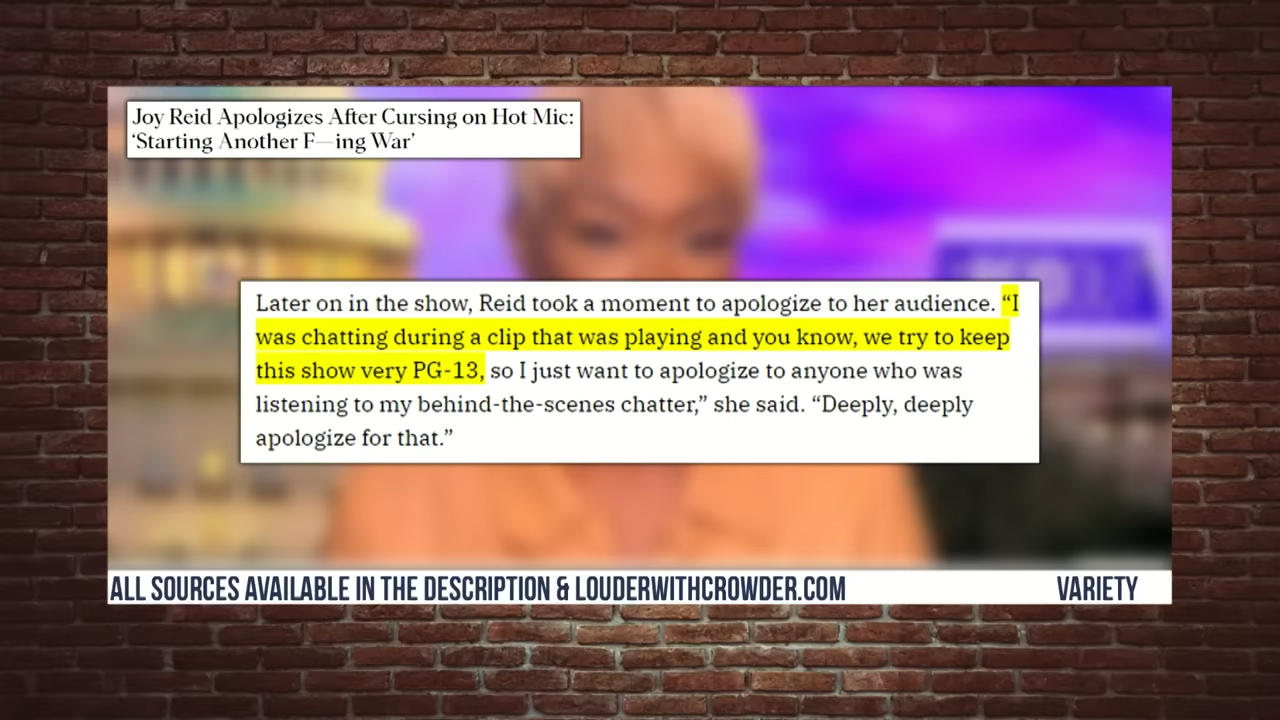 Joy Reid Apologizes After Cursing on Hot Mic:
‘Starting Another F—ing War’
Later on in the show, Reid took a moment to apologize to her audience. “I
was chatting during a clip that was playing and you know, we try to keep
this show very PG-13, so I just want to apologize to anyone who was
listening to my behind-the-scenes chatter,” she said. “Deeply, deeply
apologize for that.”
ALL SOURCES AVAILABLE IN THE DESCRIPTION & LOUDERWITHCROWDER.COM
VARIETY